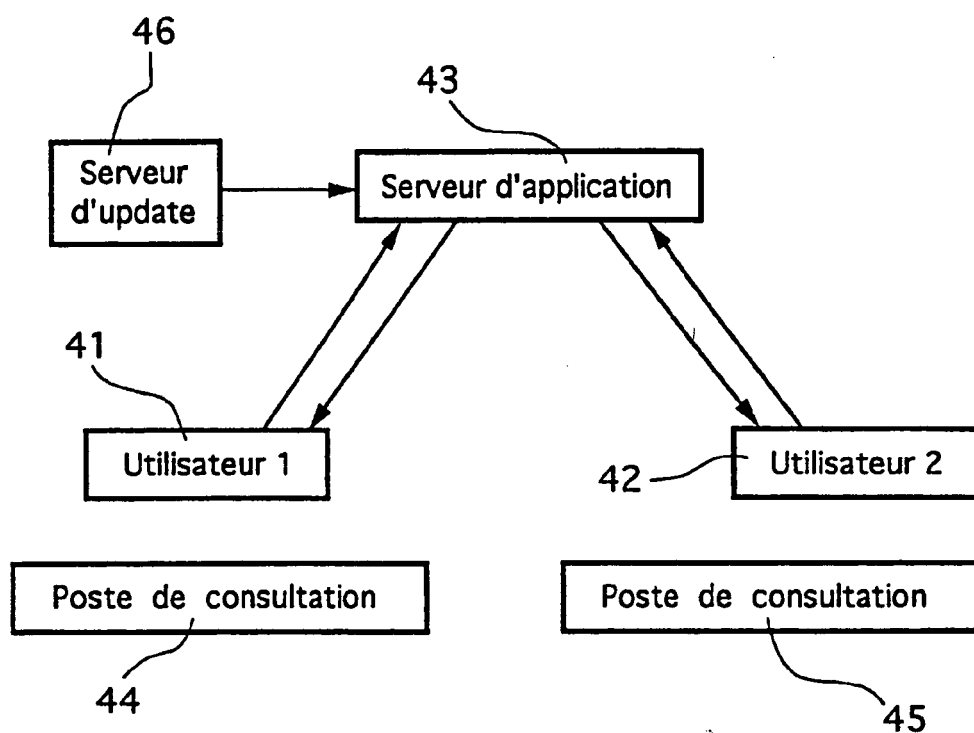 46
43
Serveur
d'update
Serveur d'application
41
Utilisateur 1
42
Utilisateur 2
Poste de consultation
Poste de consultation
44
45